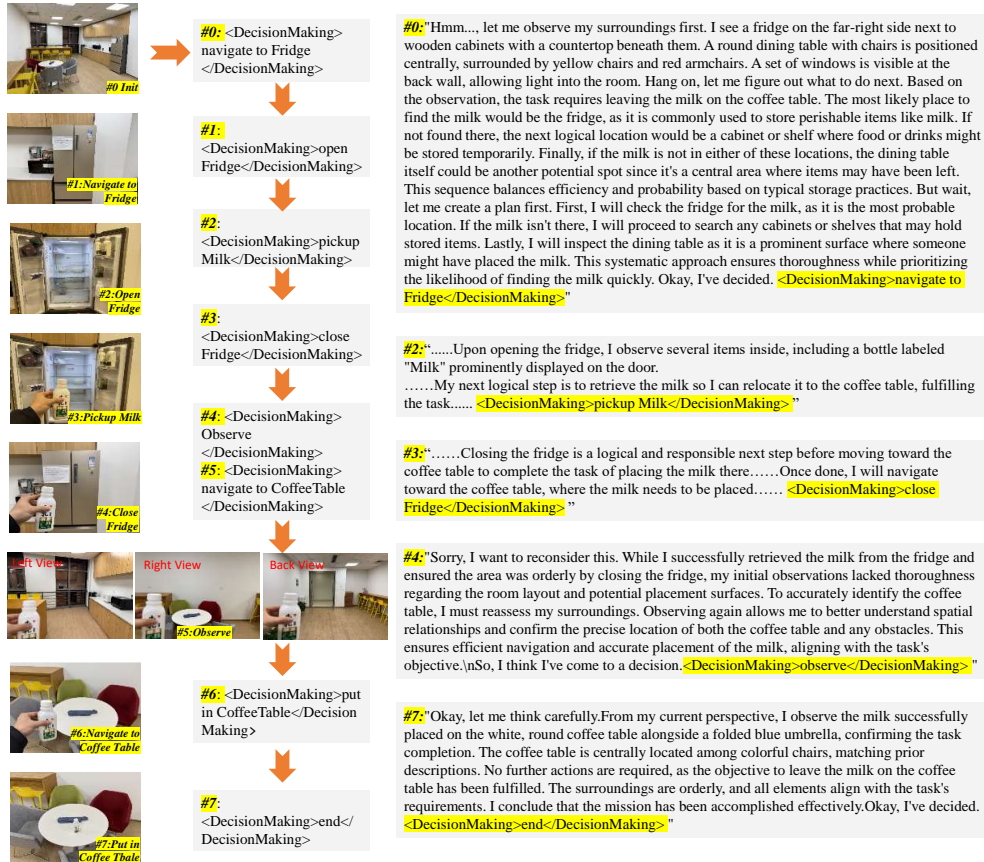 #0 Init
#1:Navigate to
Fridge
#2:Open
Fridge
#3:Pickup Milk
#4:Close
Fridge
Left View
Right View
Back View
#5:Observe
#6:Navigate to
Coffee Table
#7:Put in
Coffee Tbale
#0: <DecisionMaking>
navigate to Fridge
</DecisionMaking>
#1:
<DecisionMaking>open
Fridge</DecisionMaking>
#2:
<DecisionMaking>pickup
Milk</DecisionMaking>
#3:
<DecisionMaking>close
Fridge</DecisionMaking>
#4: <DecisionMaking>
Observe
</DecisionMaking>
#5: <DecisionMaking>
navigate to CoffeeTable
</DecisionMaking>
#6: <DecisionMaking>put
in CoffeeTable</Decision
Making>
#7:
<DecisionMaking>end</
DecisionMaking>
#0:"Hmm..., let me observe my surroundings first. I see a fridge on the far-right side next to
wooden cabinets with a countertop beneath them. A round dining table with chairs is positioned
centrally, surrounded by yellow chairs and red armchairs. A set of windows is visible at the
back wall, allowing light into the room. Hang on, let me figure out what to do next. Based on
the observation, the task requires leaving the milk on the coffee table. The most likely place to
find the milk would be the fridge, as it is commonly used to store perishable items like milk. If
not found there, the next logical location would be a cabinet or shelf where food or drinks might
be stored temporarily. Finally, if the milk is not in either of these locations, the dining table
itself could be another potential spot since it's a central area where items may have been left.
This sequence balances efficiency and probability based on typical storage practices. But wait,
let me create a plan first. First, I will check the fridge for the milk, as it is the most probable
location. If the milk isn't there, I will proceed to search any cabinets or shelves that may hold
stored items. Lastly, I will inspect the dining table as it is a prominent surface where someone
might have placed the milk. This systematic approach ensures thoroughness while prioritizing
the likelihood of finding the milk quickly. Okay, I've decided. <DecisionMaking>navigate to
Fridge</DecisionMaking>"
#2:“......Upon opening the fridge, I observe several items inside, including a bottle labeled
"Milk" prominently displayed on the door.
……My next logical step is to retrieve the milk so I can relocate it to the coffee table, fulfilling
the task...... <DecisionMaking>pickup Milk</DecisionMaking> ”
#3:“……Closing the fridge is a logical and responsible next step before moving toward the
coffee table to complete the task of placing the milk there……Once done, I will navigate
toward the coffee table, where the milk needs to be placed…… <DecisionMaking>close
Fridge</DecisionMaking> ”
#4:"Sorry, I want to reconsider this. While I successfully retrieved the milk from the fridge and
ensured the area was orderly by closing the fridge, my initial observations lacked thoroughness
regarding the room layout and potential placement surfaces. To accurately identify the coffee
table, I must reassess my surroundings. Observing again allows me to better understand spatial
relationships and confirm the precise location of both the coffee table and any obstacles. This
ensures efficient navigation and accurate placement of the milk, aligning with the task's
objective.\nSo, I think I've come to a decision.<DecisionMaking>observe</DecisionMaking> "
#7:"Okay, let me think carefully.From my current perspective, I observe the milk successfully
placed on the white, round coffee table alongside a folded blue umbrella, confirming the task
completion. The coffee table is centrally located among colorful chairs, matching prior
descriptions. No further actions are required, as the objective to leave the milk on the coffee
table has been fulfilled. The surroundings are orderly, and all elements align with the task's
requirements. I conclude that the mission has been accomplished effectively.Okay, I've decided.
<DecisionMaking>end</DecisionMaking> "